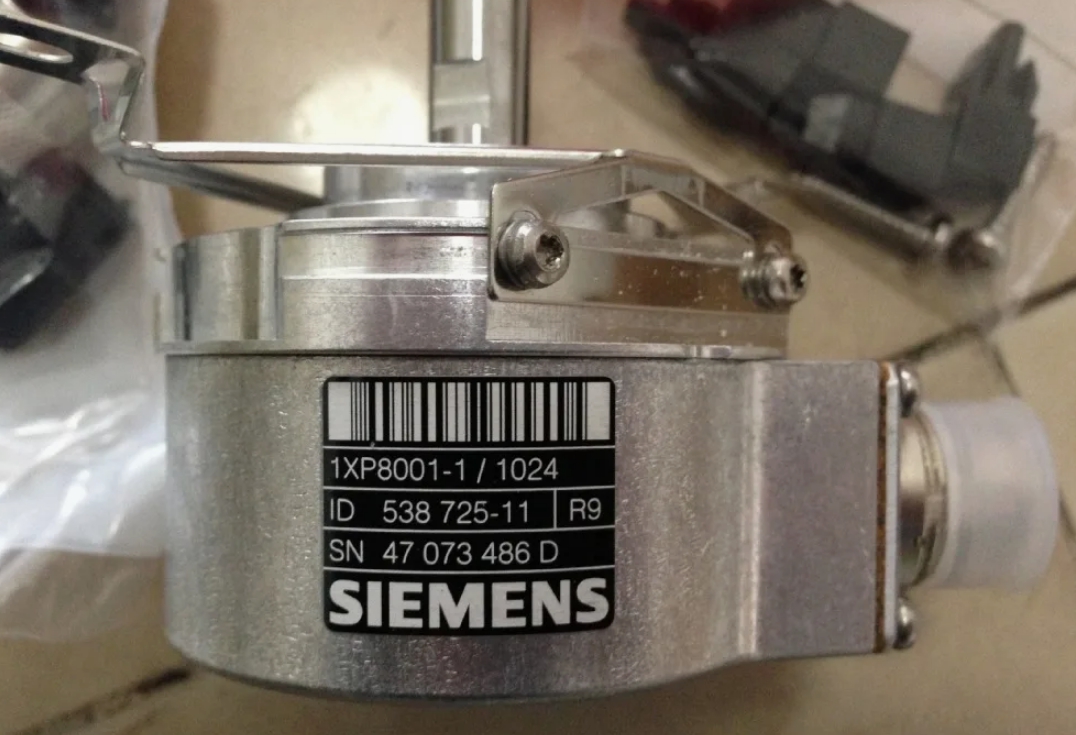 1XP8001-1 / 1024
ID 538 725-11 R9
SN 47 073 486 D
SIEMENS